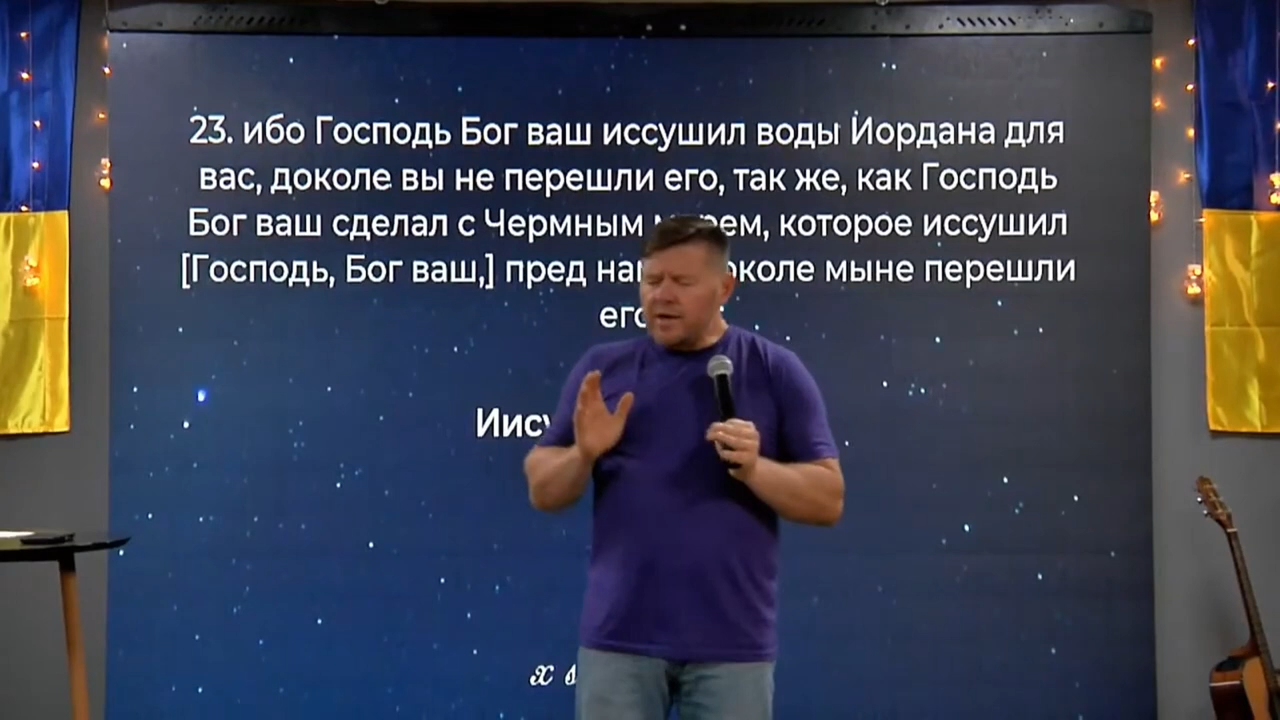 23. ибо Господь Бог ваш иссушил воды Иордана для
вас, доколе вы не перешли его, так же, как Господь
Бог ваш сделал с Чермным
которое иссушил
[Господь, Бог ваш,] пред
мыне перешли